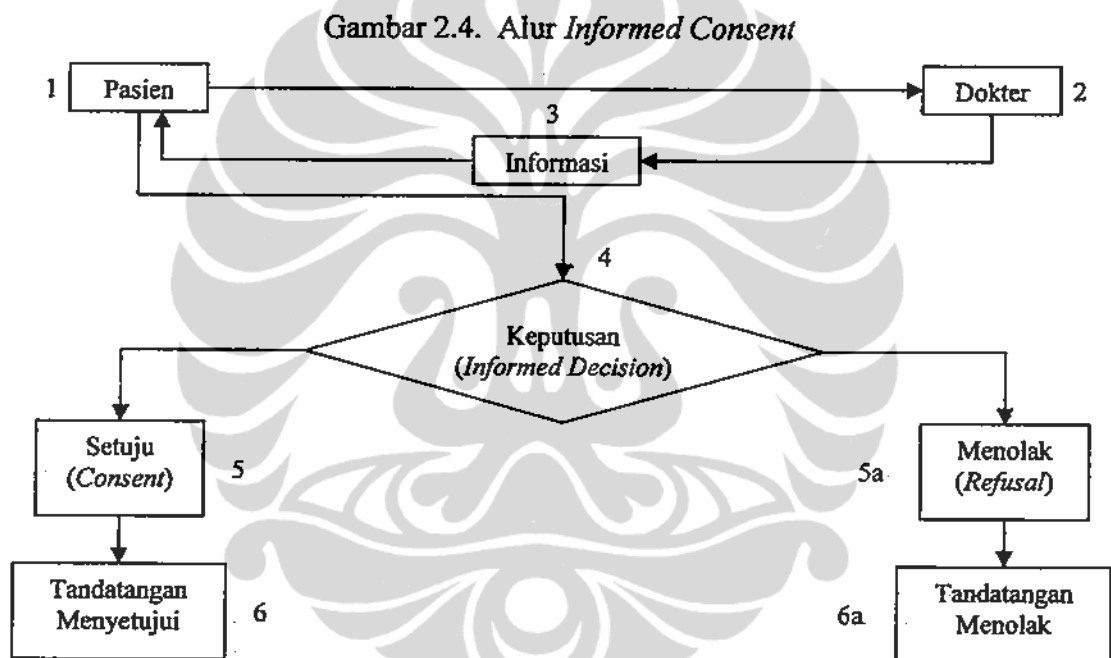 Gambar 2.4. Alur Informed Consent
1
Pasien
Dokter
2
3
Informasi
4
Keputusan
(Informed Decision)
Setuju
(Consent)
5
5a
Menolak
(Refusal)
Tandatangan
Menyetujui
6
6a
Tandatangan
Menolak